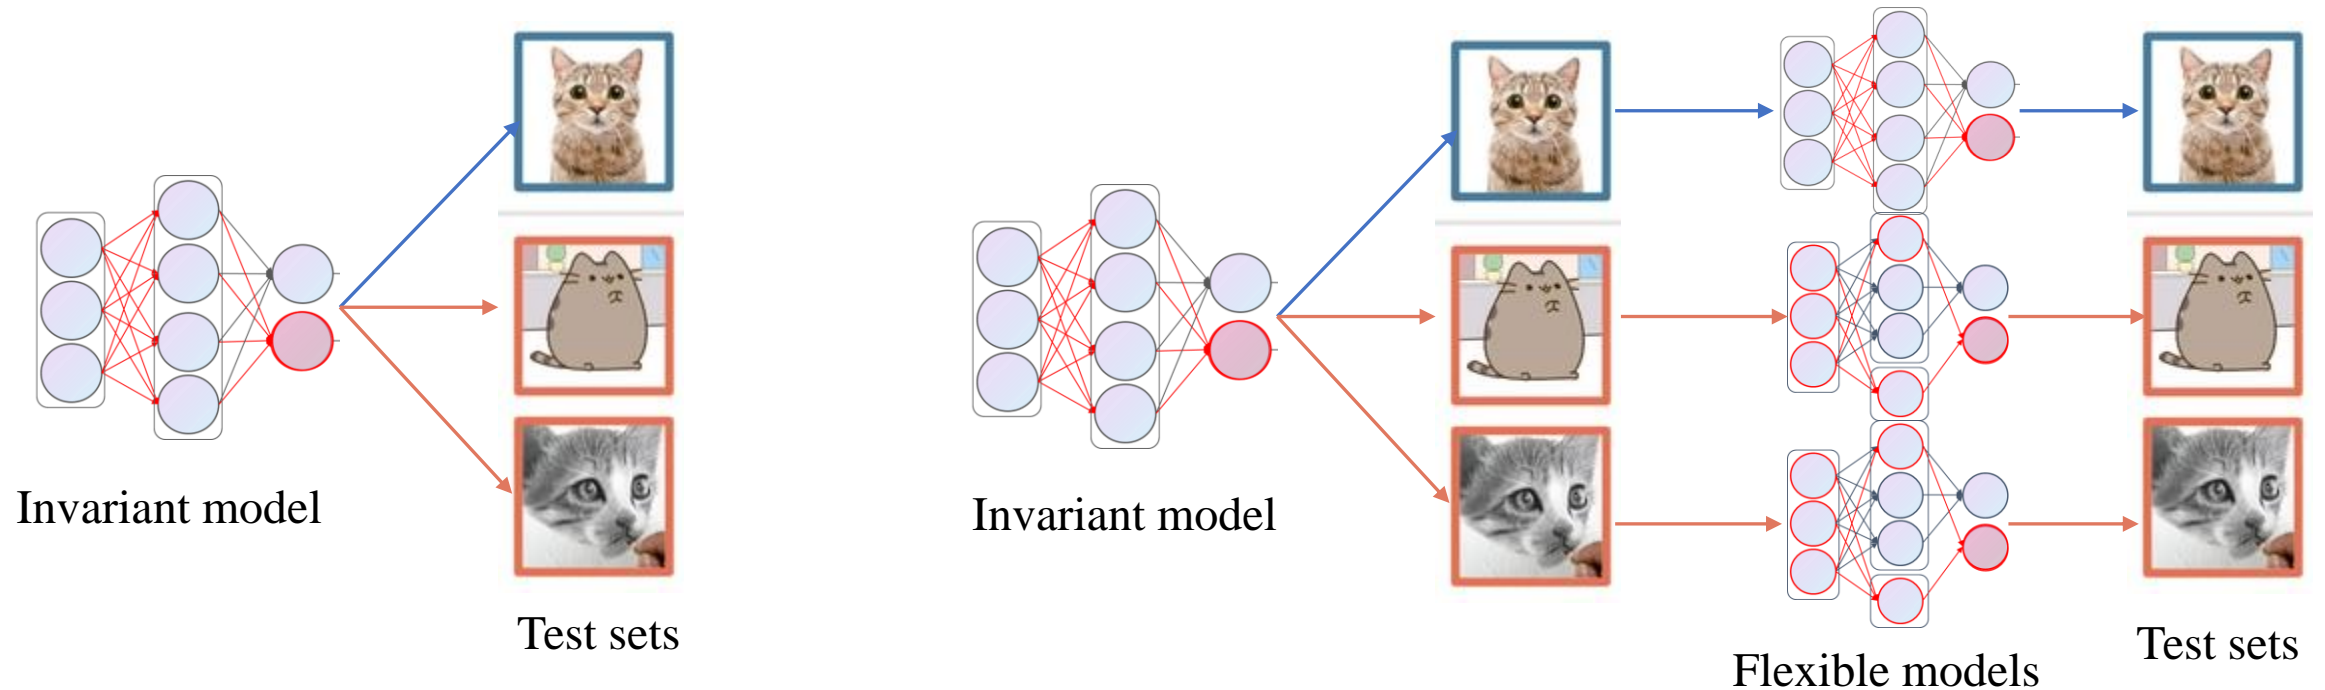 Invariant model
Test sets
Invariant model
Flexible models
Test sets